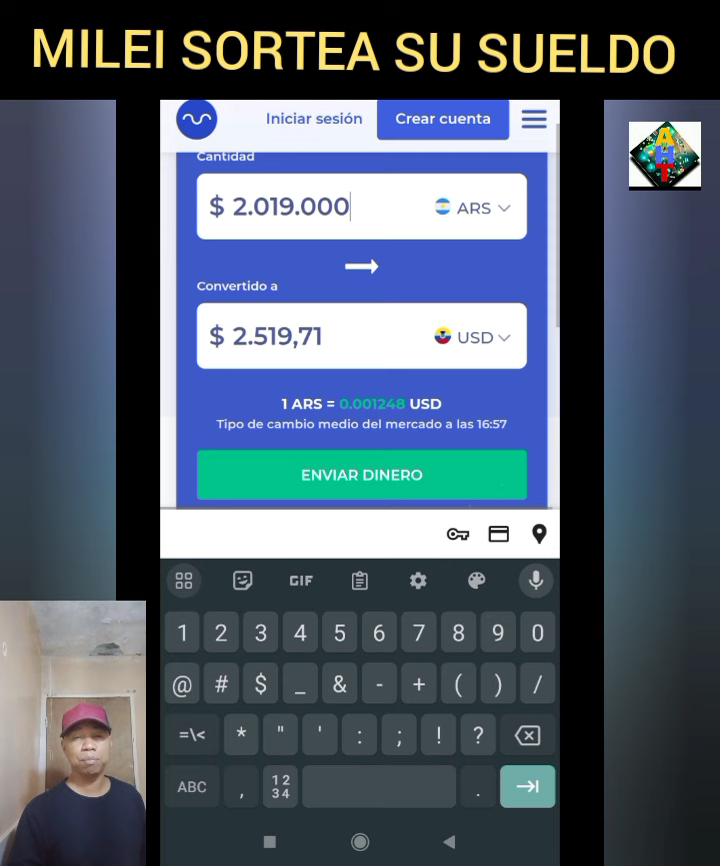 MILEI SORTEA SU SUELDO
AHT
Iniciar sesión
Crear cuenta
Cantidad
$ 2.019.000
ARS
Convertido a
$ 2.519,71
USD
1 ARS = 0.001248 USD
Tipo de cambio medio del mercado a las 16:57
ENVIAR DINERO
GIF
1 2 3 4 5 6 7 8 9 0
@ # $ _ & - + ( ) /
=\< * " ' : ; ! ?
ABC , 12 34 .